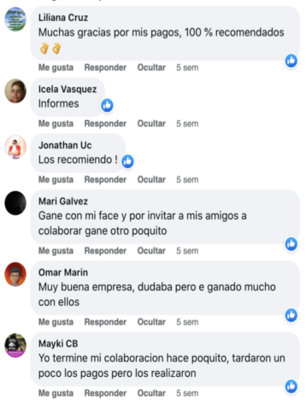 Liliana Cruz
Muchas gracias por mis pagos, 100 % recomendados
👌👌
Me gusta Responder Ocultar 5 sem
Icela Vasquez
Informes
Me gusta Responder Ocultar 5 sem
Jonathan Uc
Los recomiendo !
Me gusta Responder Ocultar 5 sem
Mari Galvez
Gane con mi face y por invitar a mis amigos a
colaborar gane otro poquito
Me gusta Responder Ocultar 5 sem
Omar Marin
Muy buena empresa, dudaba pero e ganado mucho
con ellos
Me gusta Responder Ocultar 5 sem
Mayki CB
Yo termine mi colaboracion hace poquito, tardaron un
poco los pagos pero los realizaron
Me gusta Responder Ocultar 5 sem